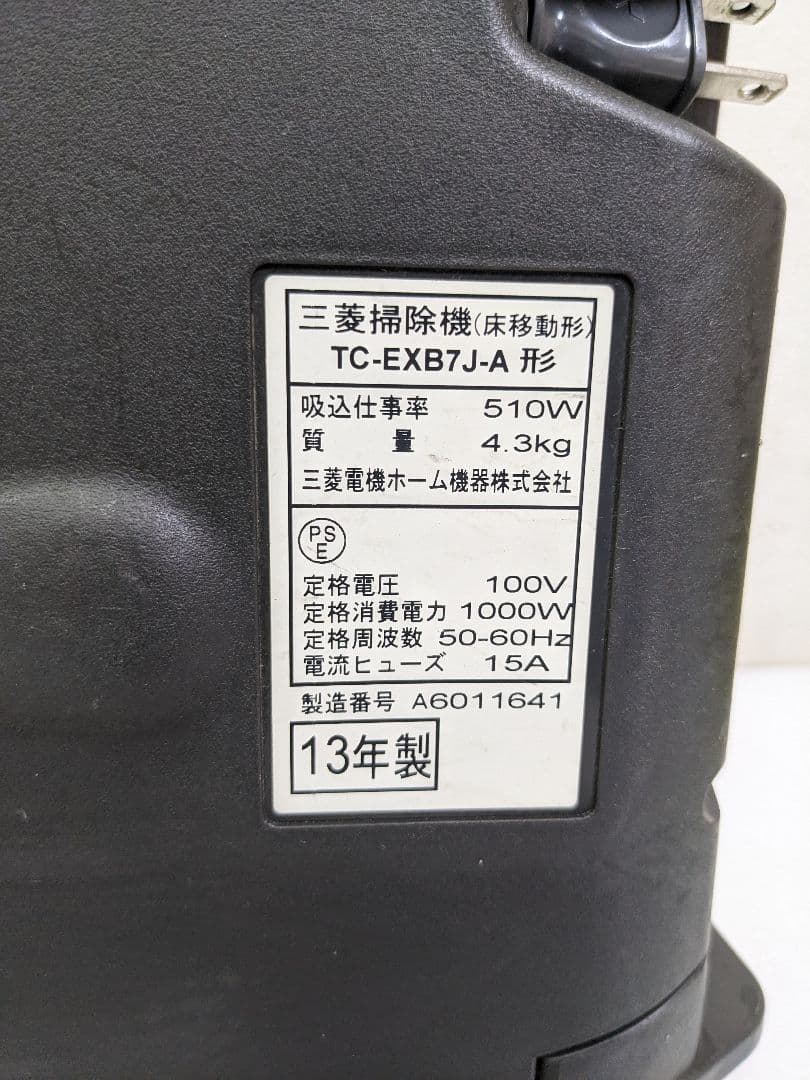 三菱掃除機(床移動形)
TC-EXB7J-A 形
吸込仕事率 510W
質 量 4.3kg
三菱電機ホーム機器株式会社
PS
E
定格電圧 100V
定格消費電力 1000W
定格周波数 50-60Hz
電流ヒューズ 15A
製造番号 A6011641
13年製